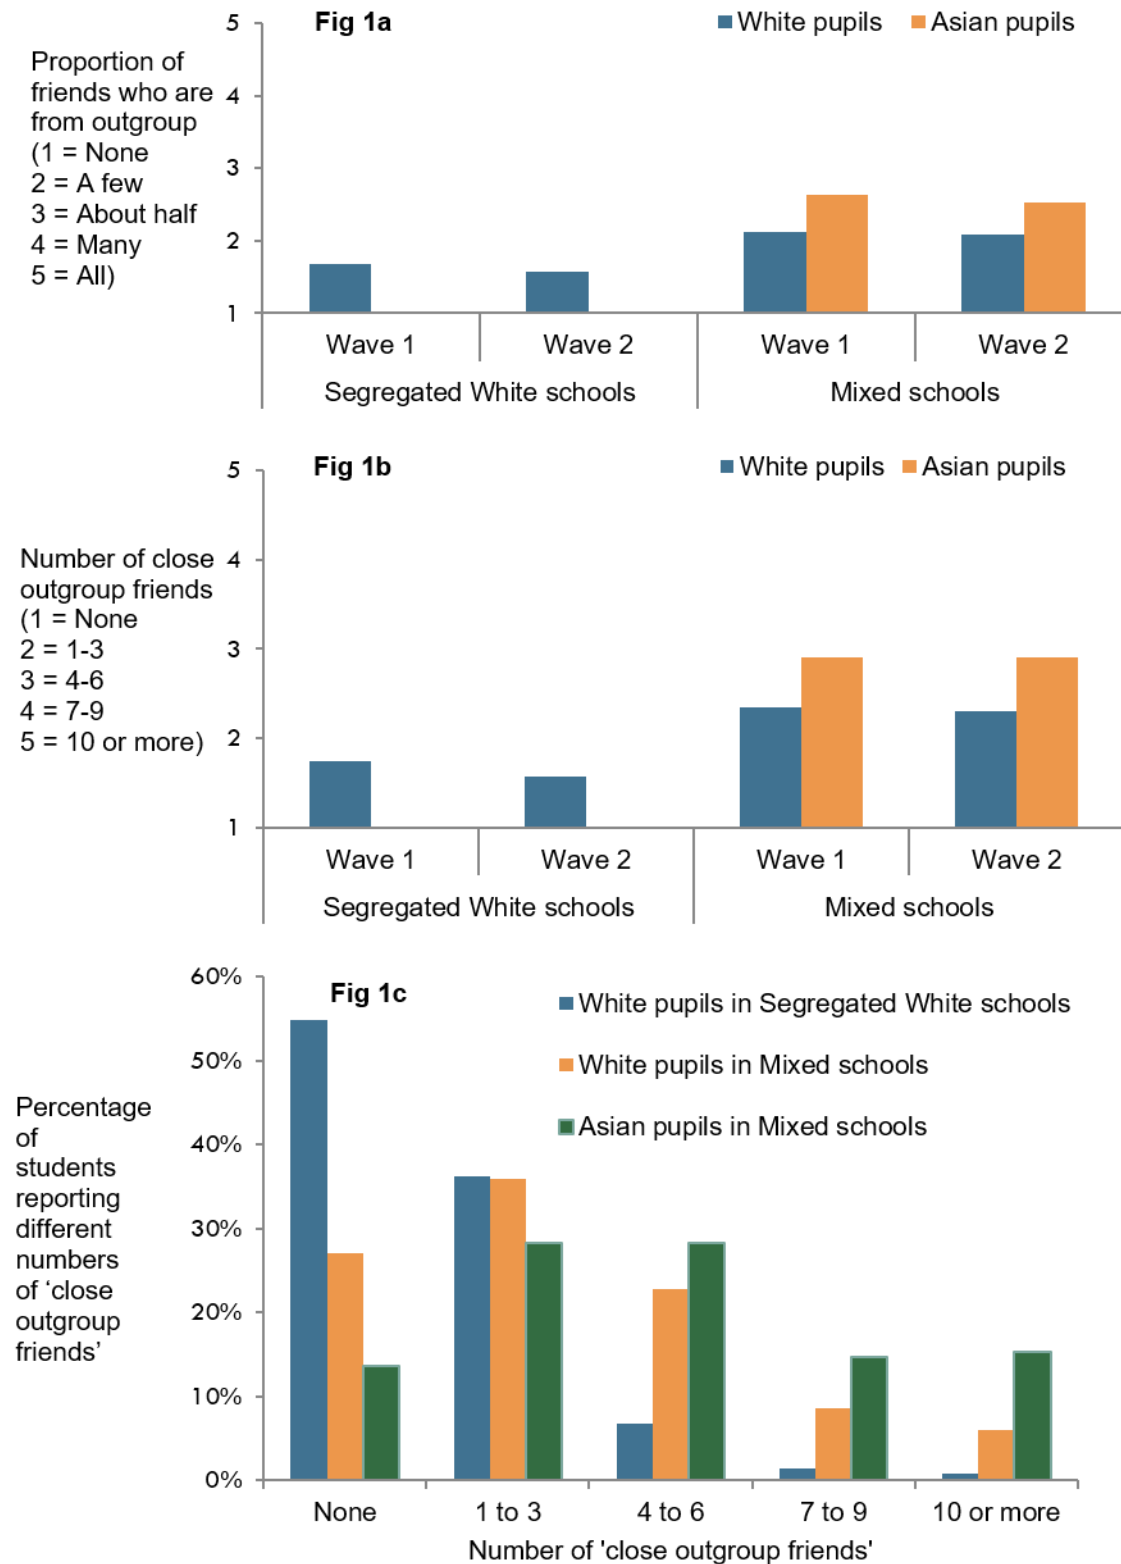 Fig 1a
White pupils Asian pupils
Proportion of
friends who are
from outgroup
(1 = None
2 = A few
3 = About half
4 = Many
5 = All)
5
4
3
2
1
Wave 1 Wave 2 Wave 1 Wave 2
Segregated White schools Mixed schools
Fig 1b
White pupils Asian pupils
Number of close
outgroup friends
(1 = None
2 = 1-3
3 = 4-6
4 = 7-9
5 = 10 or more)
5
4
3
2
1
Wave 1 Wave 2 Wave 1 Wave 2
Segregated White schools Mixed schools
Fig 1c
White pupils in Segregated White schools
White pupils in Mixed schools
Asian pupils in Mixed schools
Percentage
of
students
reporting
different
numbers
of ‘close
outgroup
friends’
60%
50%
40%
30%
20%
10%
0%
None 1 to 3 4 to 6 7 to 9 10 or more
Number of 'close outgroup friends'